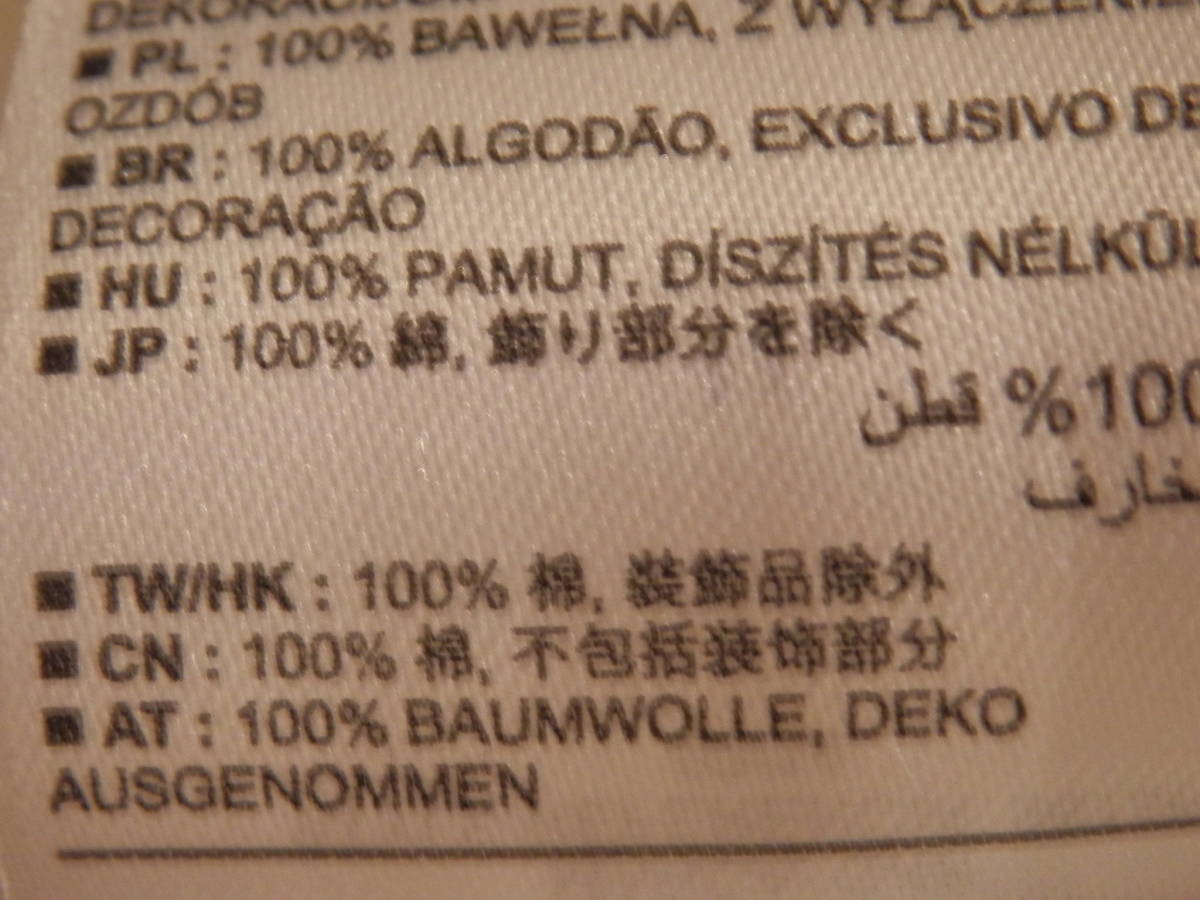 ■ PL : 100% BAWEŁNA, Z WYŁĄCZENIEM
OZDÓB
■ BR : 100% ALGODÃO, EXCLUSIVO DE
DECORAÇÃO
■ HU : 100% PAMUT, DÍSZÍTÉS NÉLKÜL
■ JP : 100% 綿, 飾り部分を除く
100% قطن
■ TW/HK : 100% 棉, 裝飾品除外
■ CN : 100% 棉, 不包括装饰部分
■ AT : 100% BAUMWOLLE, DEKO
AUSGENOMMEN